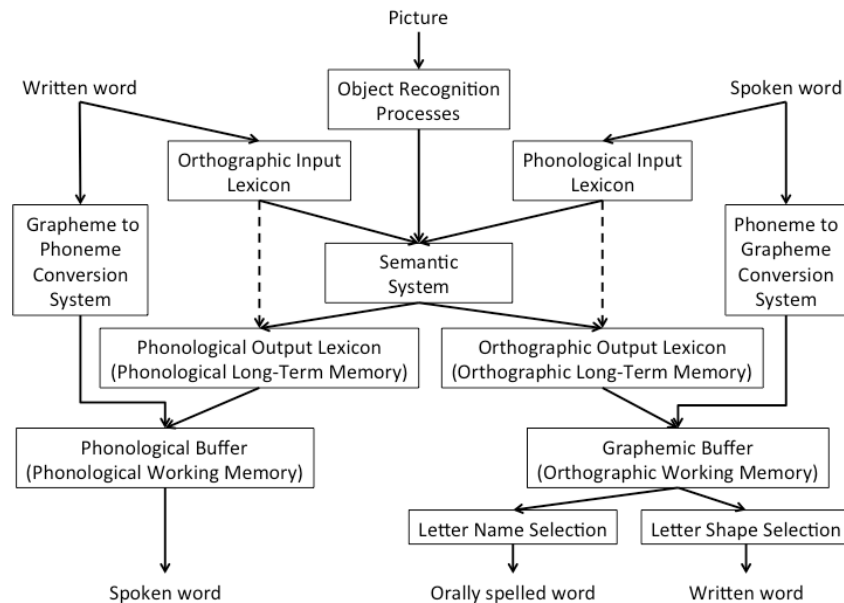 Picture
Written word
Object Recognition
Processes
Spoken word
Orthographic Input
Lexicon
Phonological Input
Lexicon
Grapheme to
Phoneme
Conversion
System
Semantic
System
Phoneme to
Grapheme
Conversion
System
Phonological Output Lexicon
(Phonological Long-Term Memory)
Orthographic Output Lexicon
(Orthographic Long-Term Memory)
Phonological Buffer
(Phonological Working Memory)
Graphemic Buffer
(Orthographic Working Memory)
Letter Name Selection
Letter Shape Selection
Spoken word
Orally spelled word
Written word